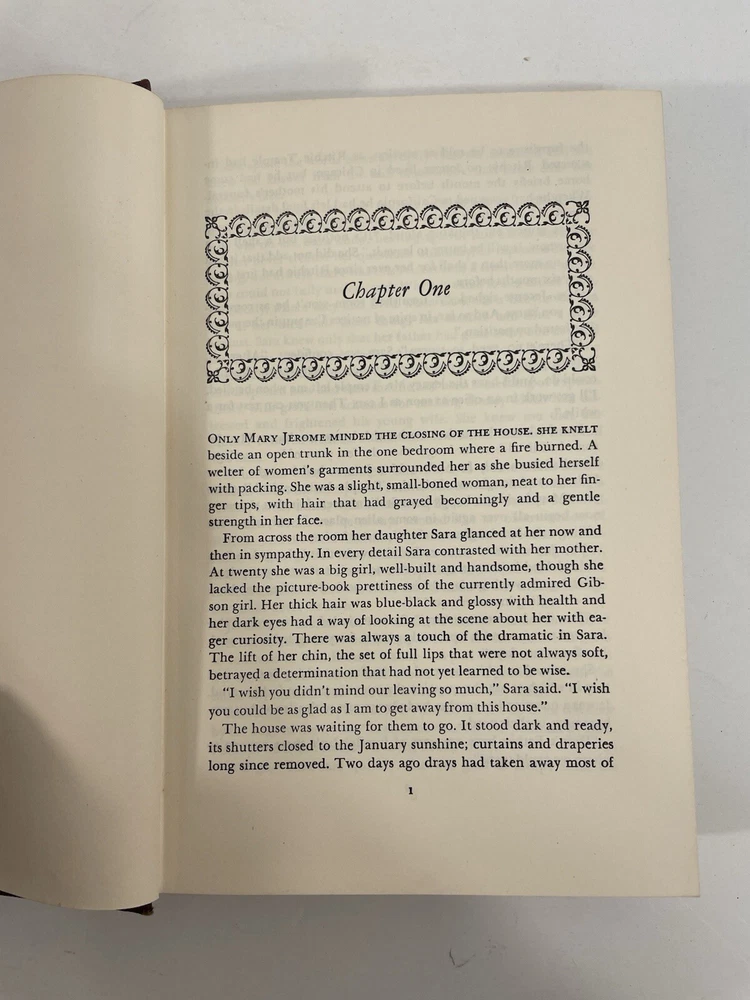 Chapter One
ONLY MARY JEROME MINDED THE CLOSING OF THE HOUSE. SHE KNELT
beside an open trunk in the one bedroom where a fire burned. A
welter of women's garments surrounded her as she busied herself
with packing. She was a slight, small-boned woman, neat to her fin-
ger tips, with hair that had grayed becomingly and a gentle
strength in her face.
From across the room her daughter Sara glanced at her now and
then in sympathy. In every detail Sara contrasted with her mother.
At twenty she was a big girl, well-built and handsome, though she
lacked the picture-book prettiness of the currently admired Gib-
son girl. Her thick hair was blue-black and glossy with health and
her dark eyes had a way of looking at the scene about her with ea-
ger curiosity. There was always a touch of the dramatic in Sara.
The lift of her chin, the set of full lips that were not always soft,
betrayed a determination that had not yet learned to be wise.
"I wish you didn't mind our leaving so much," Sara said. "I wish
you could be as glad as I am to get away from this house."
The house was waiting for them to go. It stood dark and ready,
its shutters closed to the January sunshine; curtains and draperies
long since removed. Two days ago drays had taken away most of
1